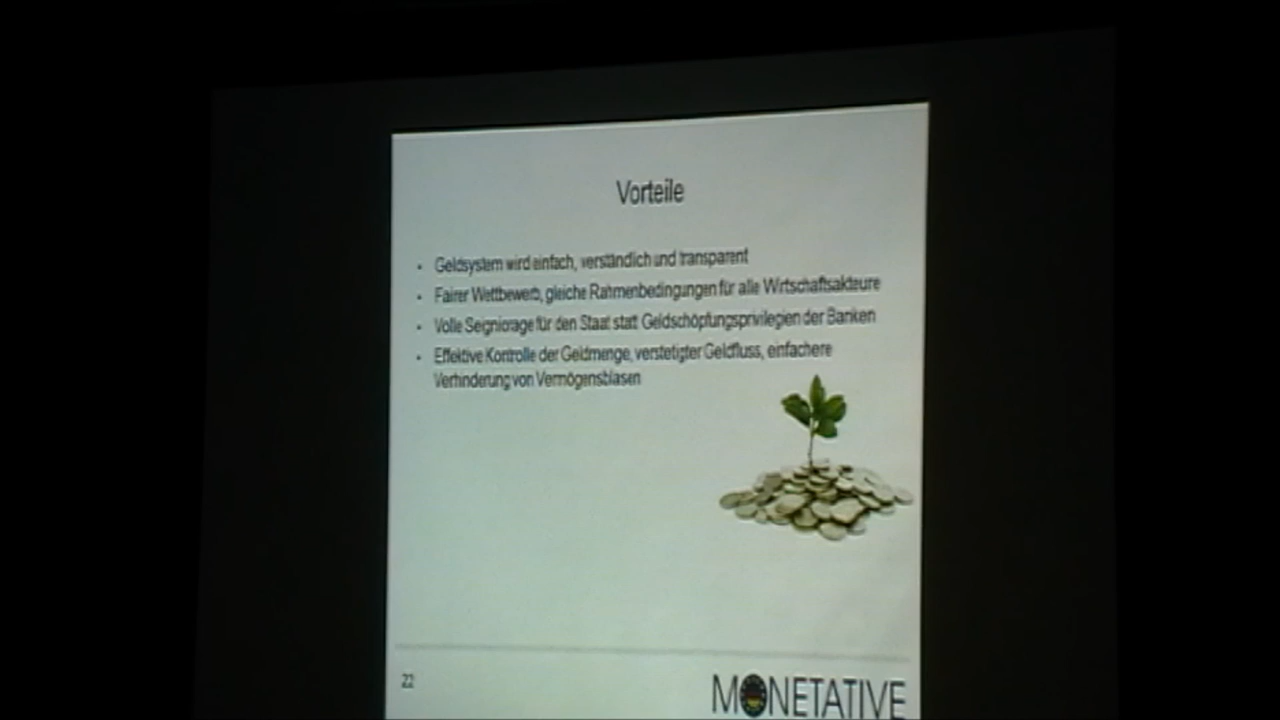 Vorteile
• Geldsystem wird einfach, verständlich und transparent
• Fairer Wettbewerb, gleiche Rahmenbedingungen für alle Wirtschaftsakteure
• Volle Seigniorage für den Staat statt Geldschöpfungsprivilegien der Banken
• Effektive Kontrolle der Geldmenge, verstetigter Geldfluss, einfachere
Verhinderung von Vermögensblasen
22
MONETATIVE